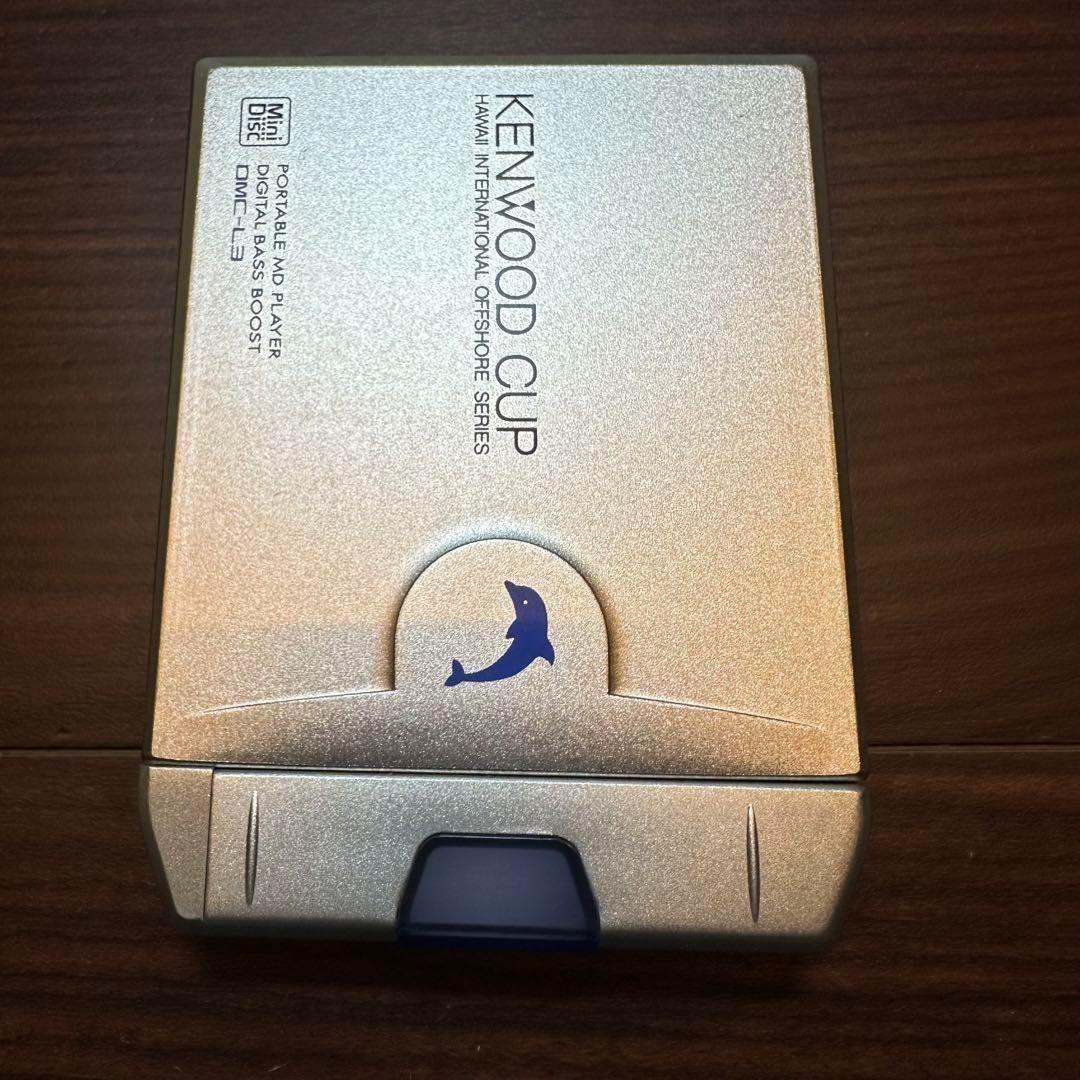 KENWOOD CUP
HAWAII INTERNATIONAL OFFSHORE SERIES
Mini
Disc
PORTABLE MD PLAYER
DIGITAL BASS BOOST
DMC-L3